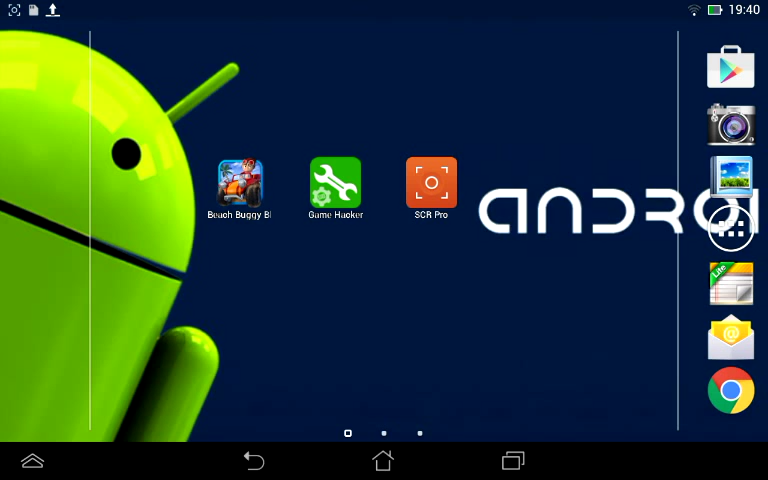 19:40
Beach Buggy Bl
Game Hacker
SCR Pro
ANDROI
Lite
@